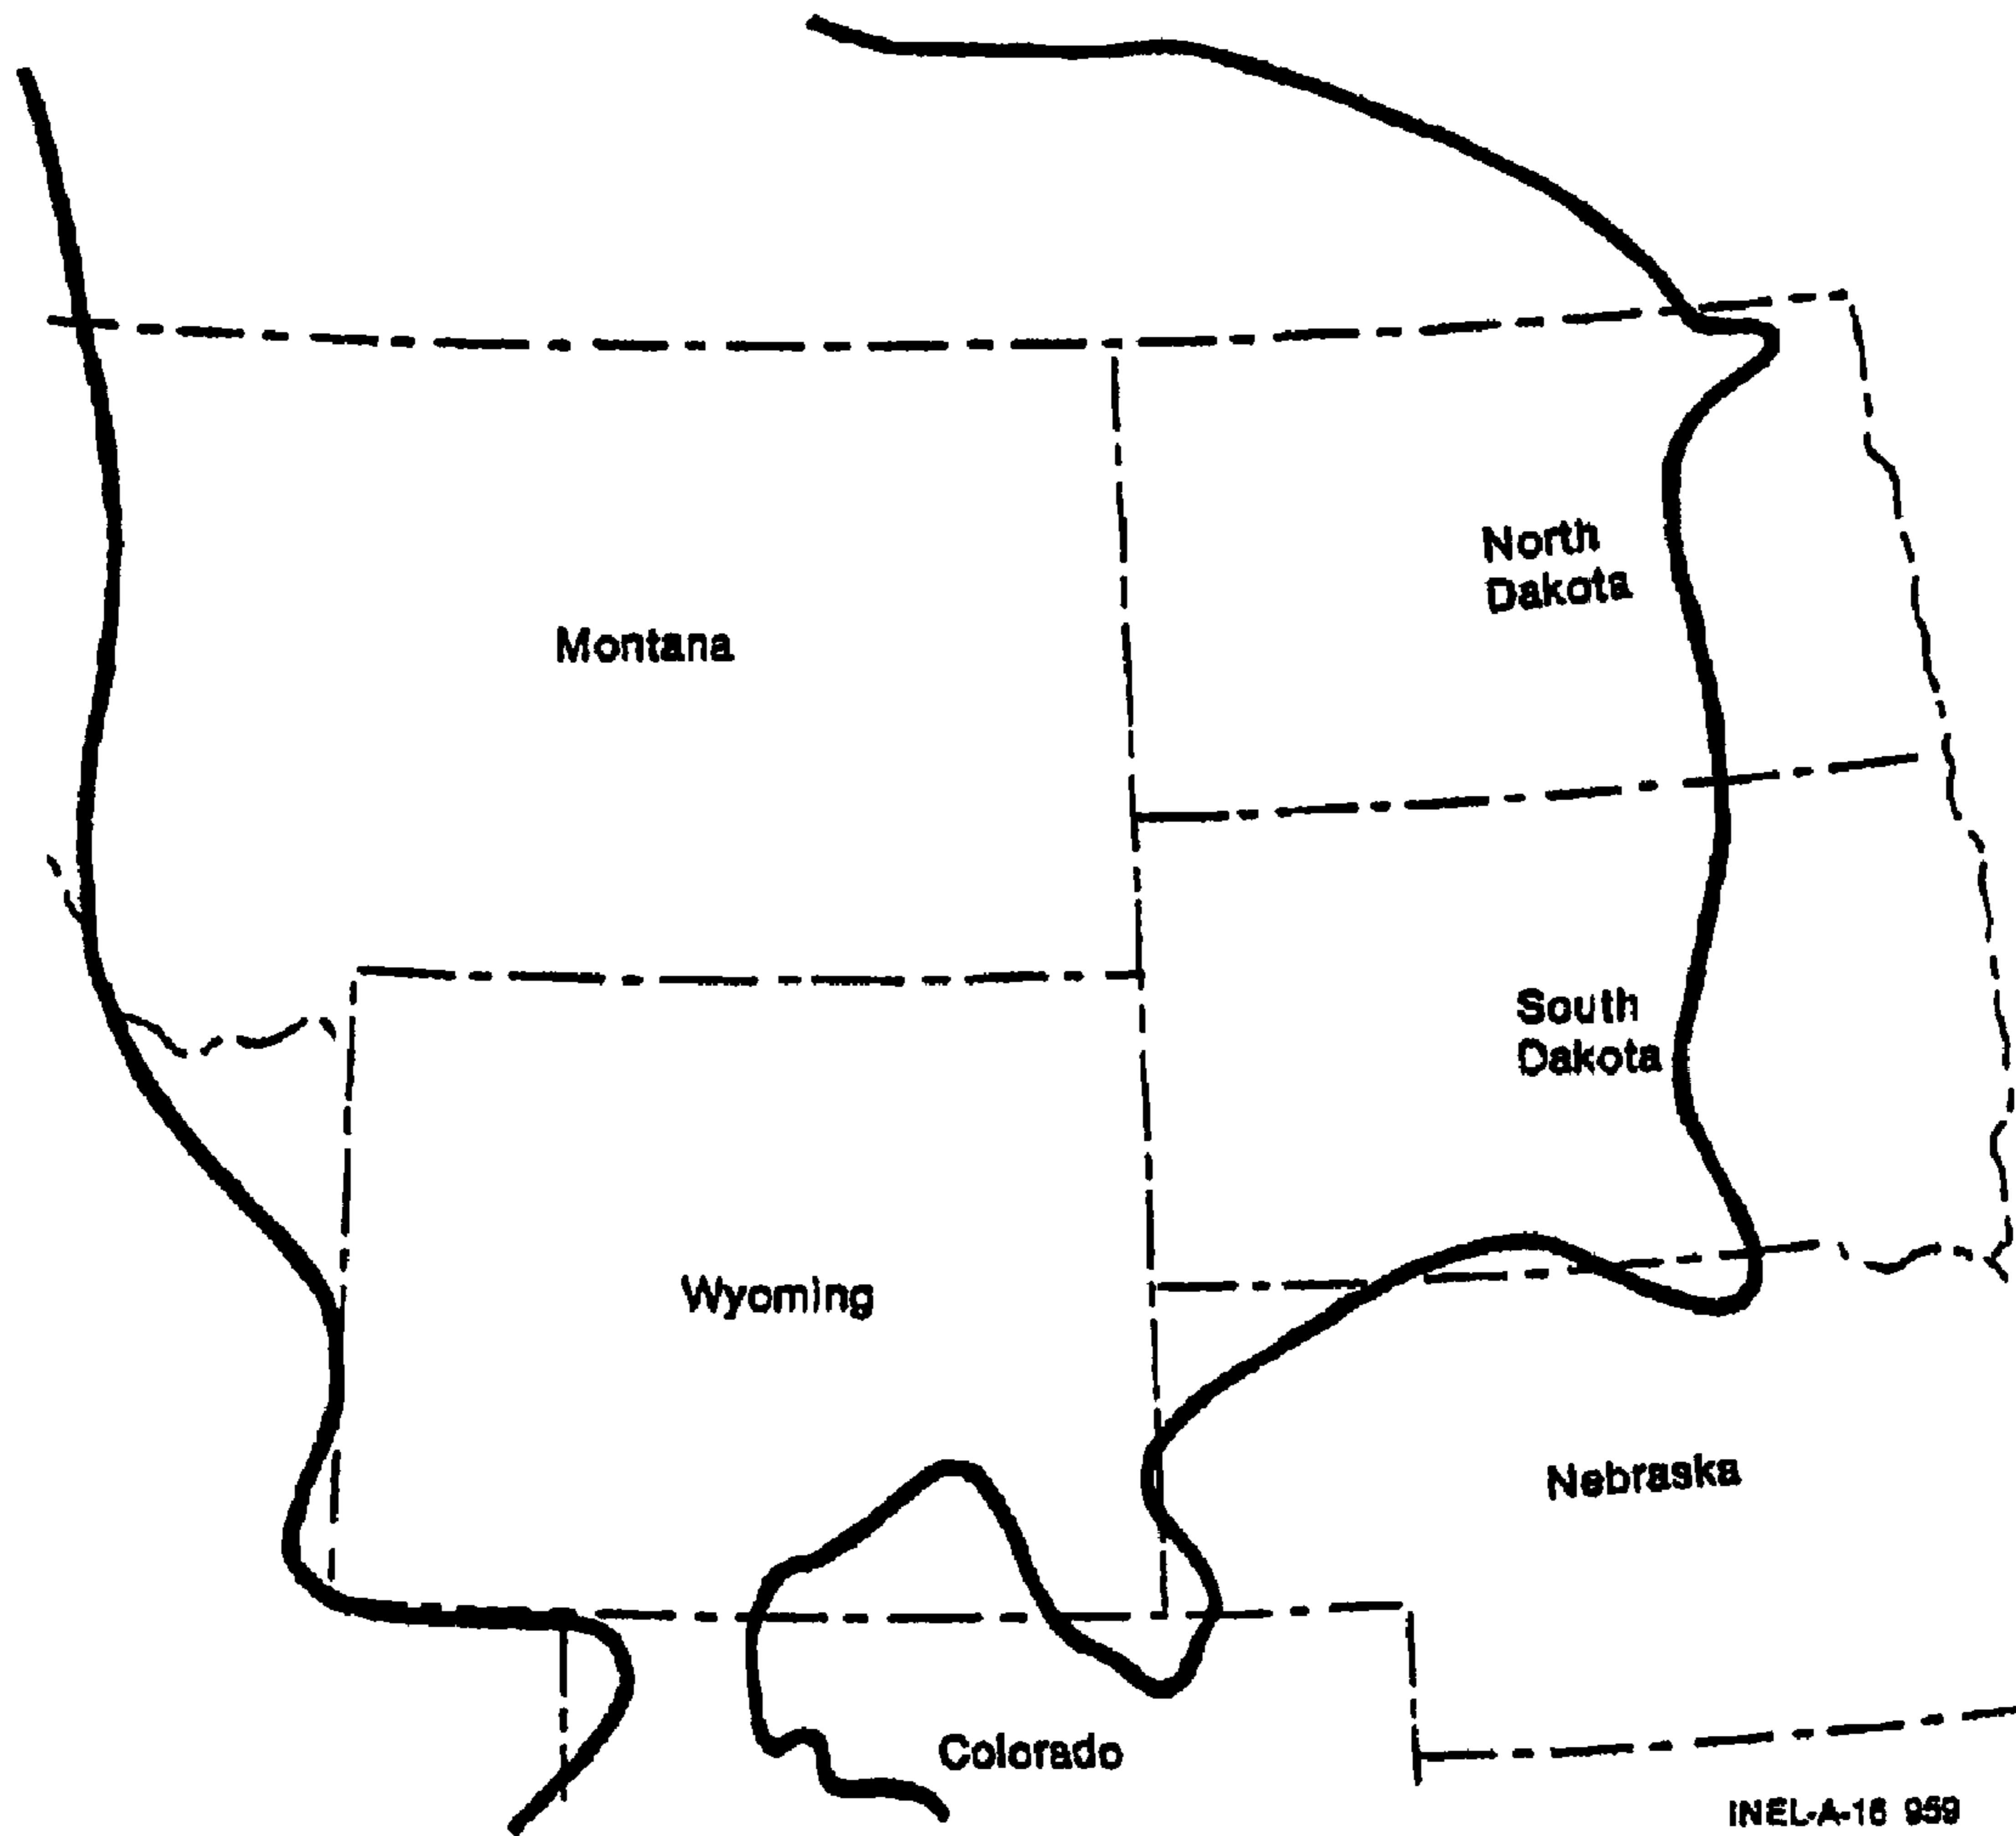 North
Dakota
Montana
South
Dakota
Wyoming
Nebraska
Colorado
INEL-A-16 959